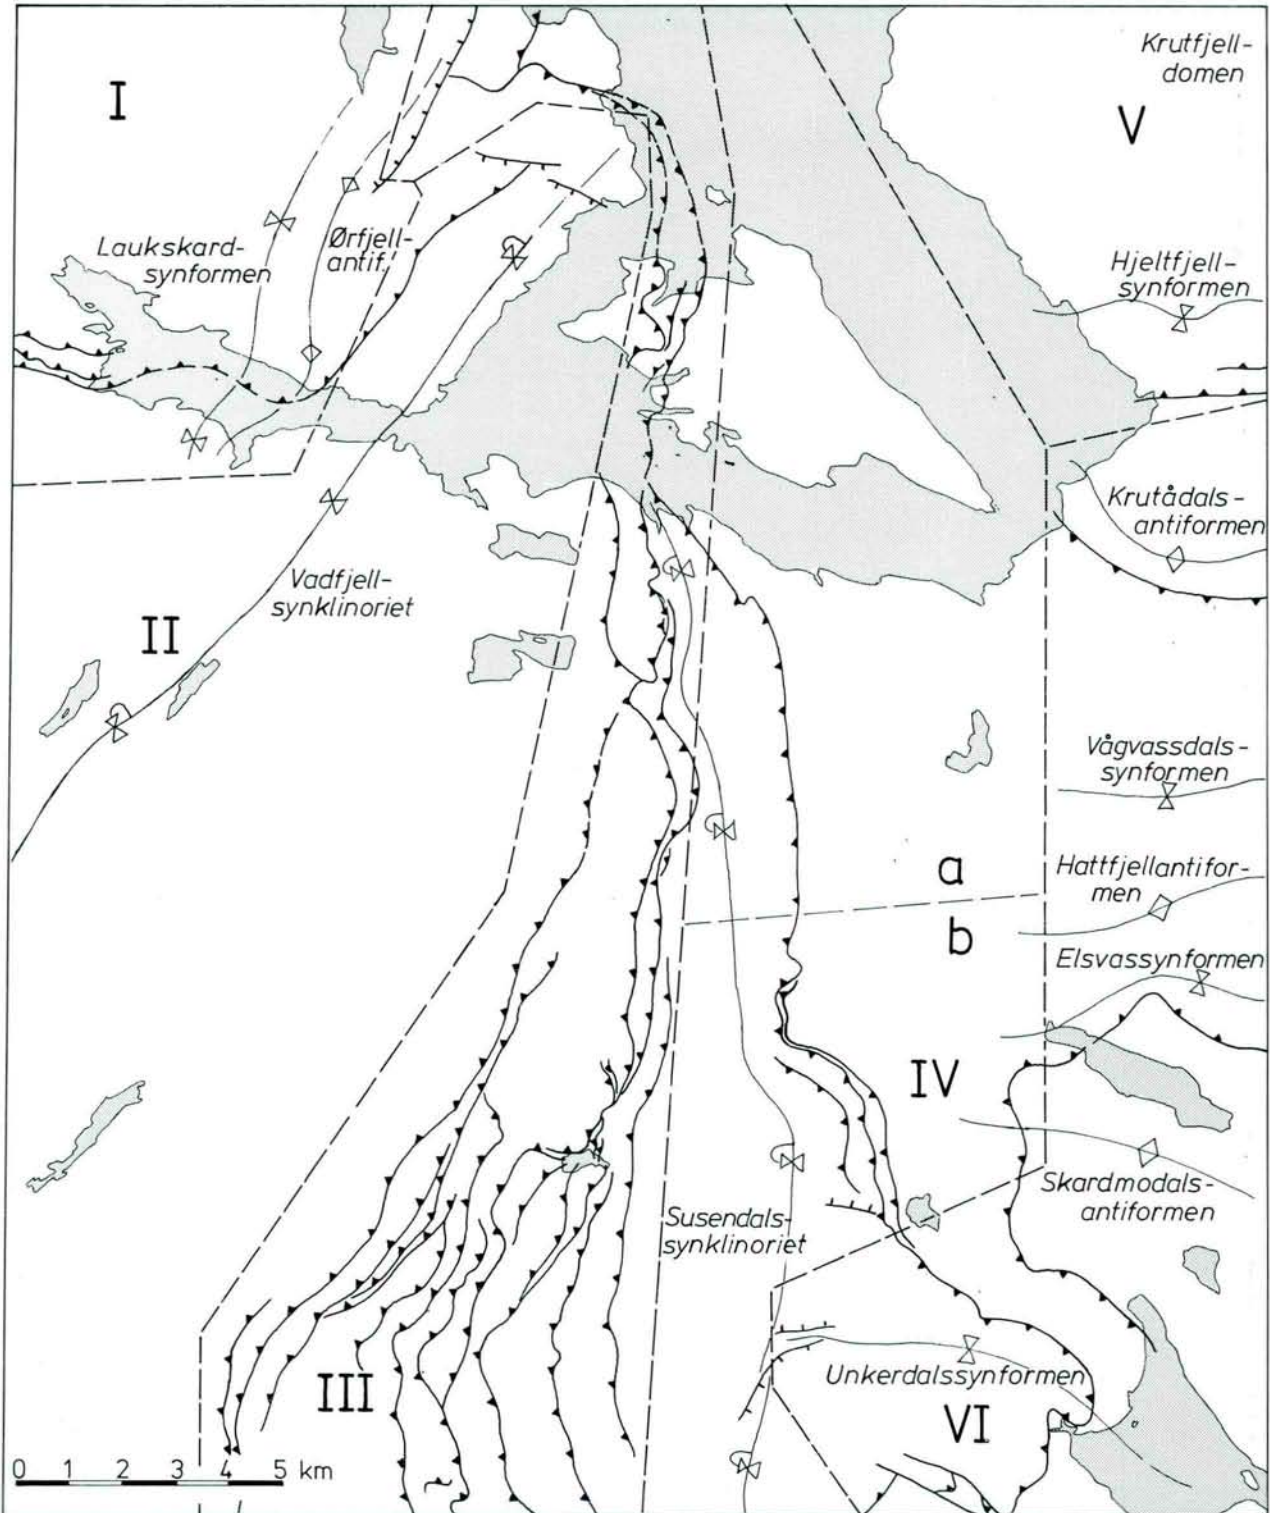 I
Krutfjell-
domen
V
Laukskard-
synformen
Ørfjell-
antif.
Hjeltfjell-
synformen
Krutådals-
antiformen
Vadfjell-
synklinoriet
II
Vågvassdals-
synformen
a
b
Hattfjellantifor-
men
Elsvassynformen
IV
Skardmodals-
antiformen
Susendals-
synklinoriet
Unkerdalssynformen
III
VI
0 1 2 3 4 5 km